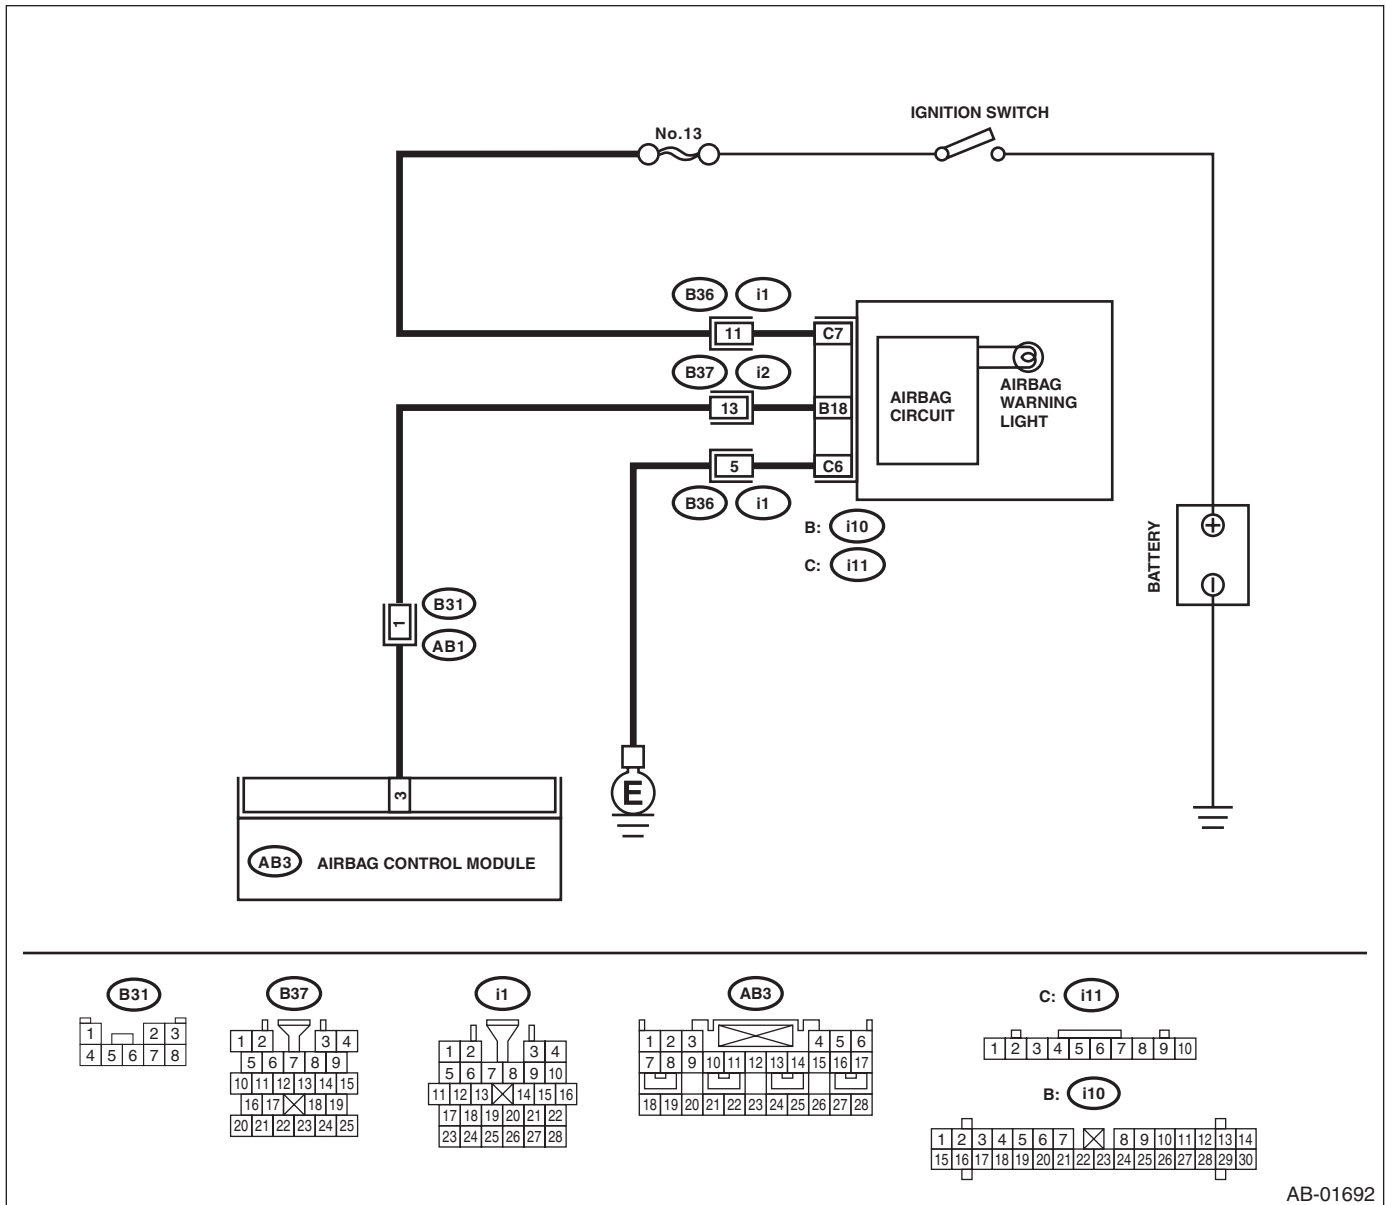 IGNITION SWITCH
No.13
B36 i1
11 C7
B37 i2
13 B18
AIRBAG
CIRCUIT
AIRBAG
WARNING
LIGHT
5 C6
B36 i1
B: i10
C: i11
BATTERY
B31
1
AB1
3
E
AB3 AIRBAG CONTROL MODULE
B31
1 2 3
4 5 6 7 8
B37
1 2 3 4
5 6 7 8 9
10 11 12 13 14 15
16 17 18 19
20 21 22 23 24 25
i1
1 2 3 4
5 6 7 8 9 10
11 12 13 14 15 16
17 18 19 20 21 22
23 24 25 26 27 28
AB3
1 2 3 4 5 6
7 8 9 10 11 12 13 14 15 16 17
18 19 20 21 22 23 24 25 26 27 28
C: i11
1 2 3 4 5 6 7 8 9 10
B: i10
1 2 3 4 5 6 7 8 9 10 11 12 13 14
15 16 17 18 19 20 21 22 23 24 25 26 27 28 29 30
AB-01692